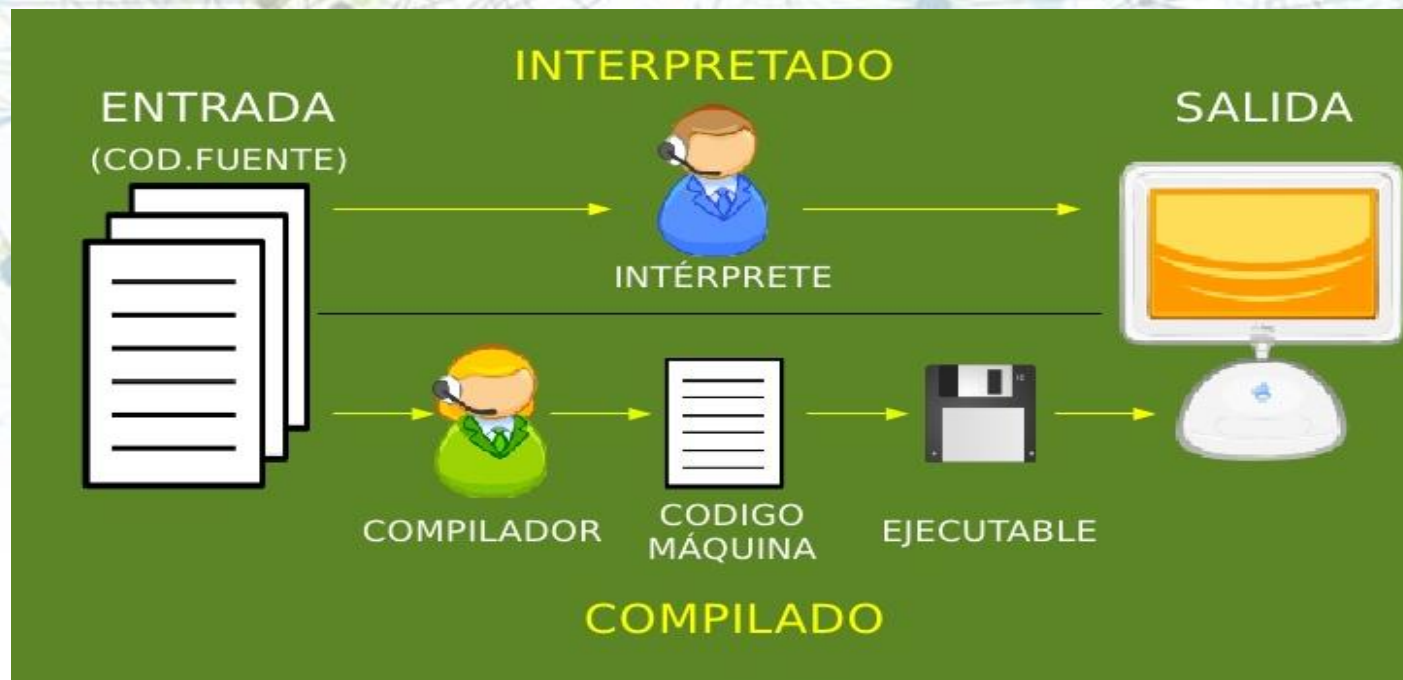 INTERPRETADO
ENTRADA
(COD.FUENTE)
SALIDA
INTÉRPRETE
COMPILADOR
CODIGO
MÁQUINA
EJECUTABLE
COMPILADO